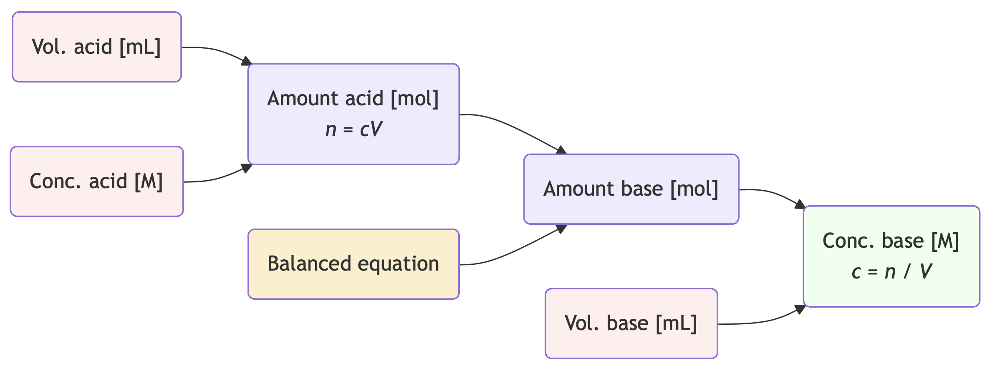 Vol. acid [mL]
Conc. acid [M]
Amount acid [mol]
n = cV
Balanced equation
Amount base [mol]
Vol. base [mL]
Conc. base [M]
c = n / V